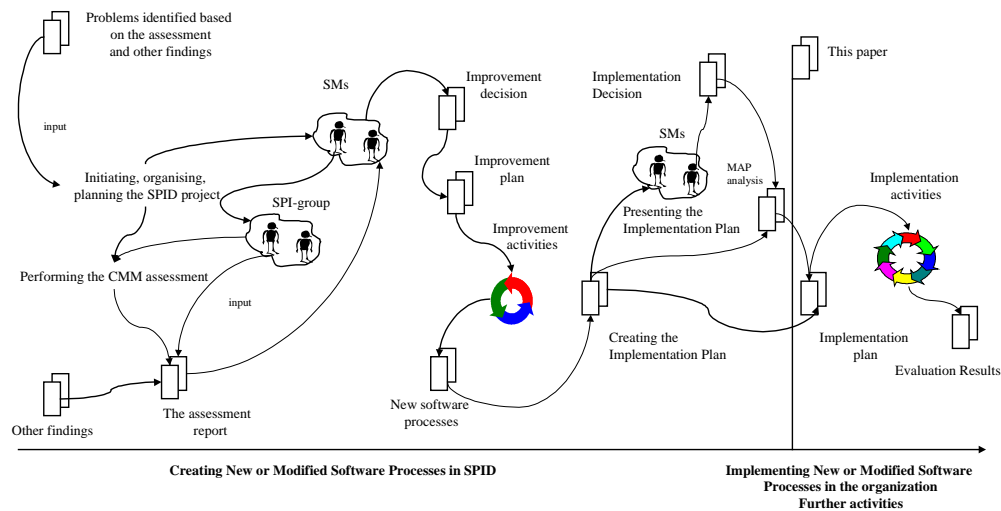 Problems identified based
on the assessment
and other findings
input
Initiating, organising,
planning the SPID project
Performing the CMM assessment
SMs
SPI-group
input
Other findings
The assessment
report
Improvement
decision
Improvement
plan
Improvement
activities
New software
processes
Implementation
Decision
SMs
MAP
analysis
Presenting the
Implementation Plan
Creating the
Implementation Plan
This paper
Implementation
activities
Implementation
plan
Evaluation Results
Creating New or Modified Software Processes in SPID
Implementing New or Modified Software
Processes in the organization
Further activities